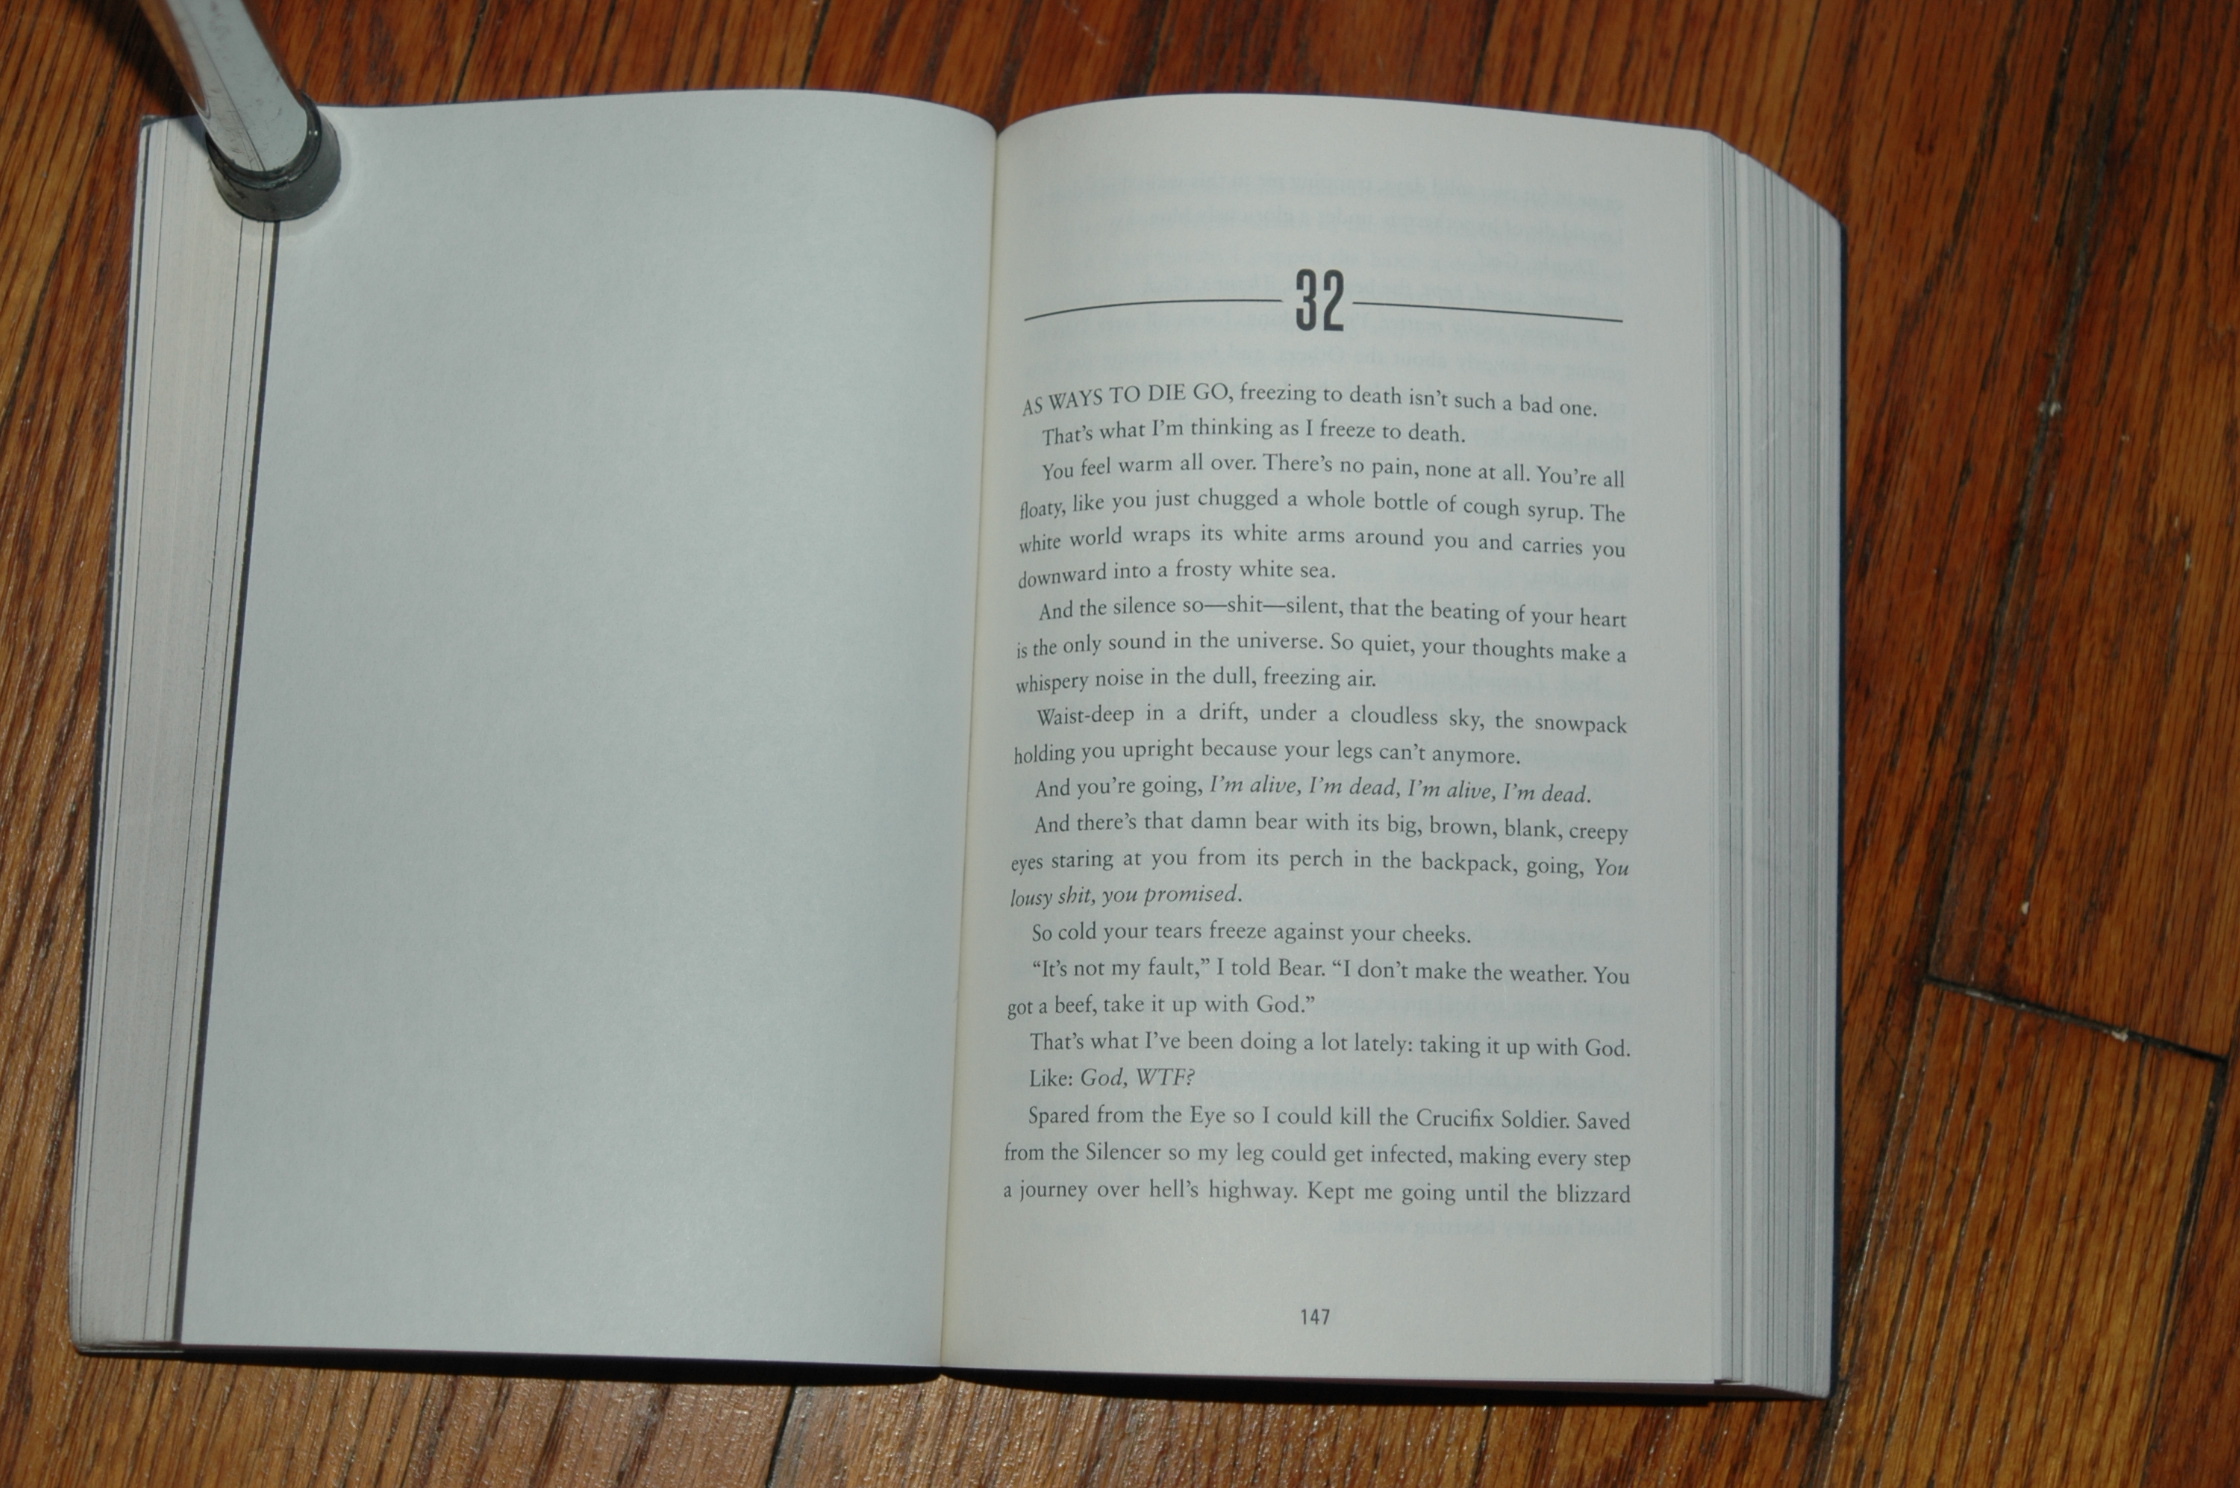 32
AS WAYS TO DIE GO, freezing to death isn't such a bad one.
That's what I'm thinking as I freeze to death.
You feel warm all over. There's no pain, none at all. You're all
floaty, like you just chugged a whole bottle of cough syrup. The
white world wraps its white arms around you and carries you
downward into a frosty white sea.
And the silence so—shit—silent, that the beating of your heart
is the only sound in the universe. So quiet, your thoughts make a
whispery noise in the dull, freezing air.
Waist-deep in a drift, under a cloudless sky, the snowpack
holding you upright because your legs can't anymore.
And you're going, I'm alive, I'm dead, I'm alive, I'm dead.
And there's that damn bear with its big, brown, blank, creepy
eyes staring at you from its perch in the backpack, going, You
lousy shit, you promised.
So cold your tears freeze against your cheeks.
“It's not my fault,” I told Bear. “I don't make the weather. You
got a beef, take it up with God.”
That's what I've been doing a lot lately: taking it up with God.
Like: God, WTF?
Spared from the Eye so I could kill the Crucifix Soldier. Saved
from the Silencer so my leg could get infected, making every step
a journey over hell's highway. Kept me going until the blizzard
147